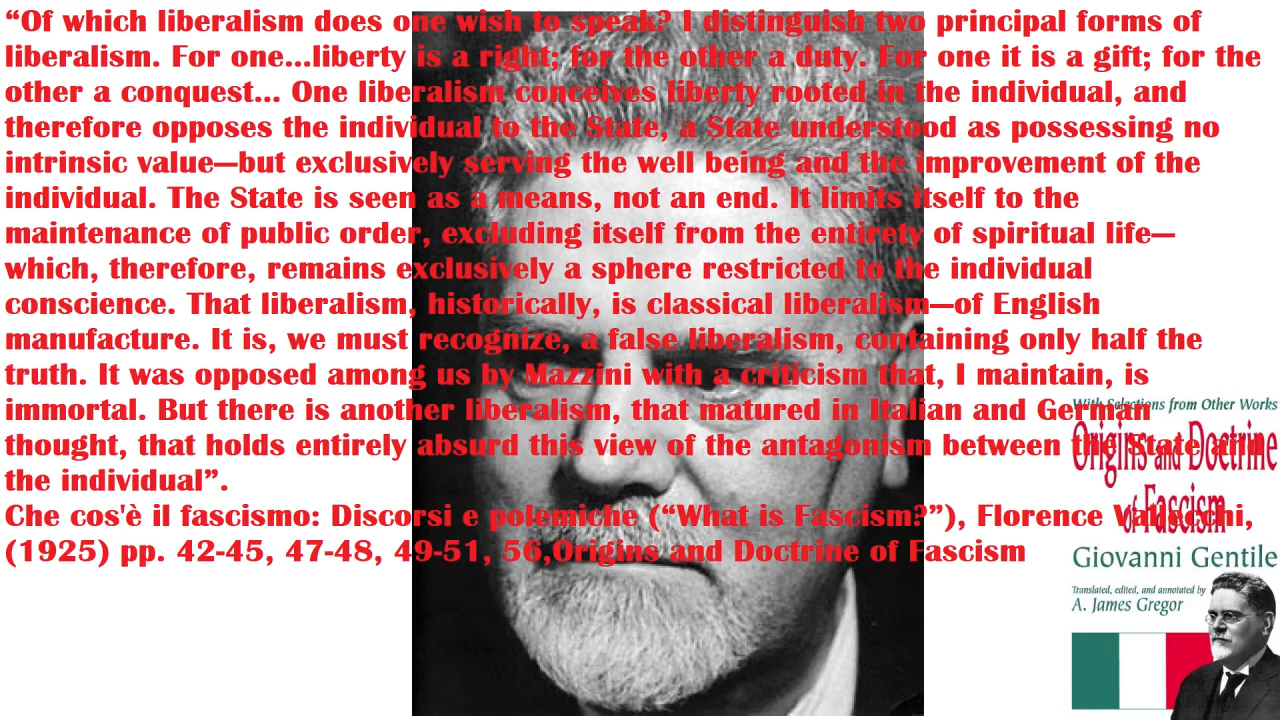 “Of which liberalism does one wish to speak? I distinguish two principal forms of
liberalism. For one...liberty is a right; for the other a duty. For one it is a gift; for the
other a conquest... One liberalism conceives liberty rooted in the individual, and
therefore opposes the individual to the State, a State understood as possessing no
intrinsic value—but exclusively serving the well being and the improvement of the
individual. The State is seen as a means, not an end. It limits itself to the
maintenance of public order, excluding itself from the entirety of spiritual life—
which, therefore, remains exclusively a sphere restricted to the individual
conscience. That liberalism, historically, is classical liberalism—of English
manufacture. It is, we must recognize, a false liberalism, containing only half the
truth. It was opposed among us by Mazzini with a criticism that, I maintain, is
immortal. But there is another liberalism, that matured in Italian and German
thought, that holds entirely absurd this view of the antagonism between the State and
the individual”.
Che cos'è il fascismo: Discorsi e polemiche (“What is Fascism?”), Florence Vallecchi,
(1925) pp. 42-45, 47-48, 49-51, 56,Origins and Doctrine of Fascism
With Selections from Other Works
Origins and Doctrine
of Fascism
Giovanni Gentile
Translated, edited, and annotated by
A. James Gregor